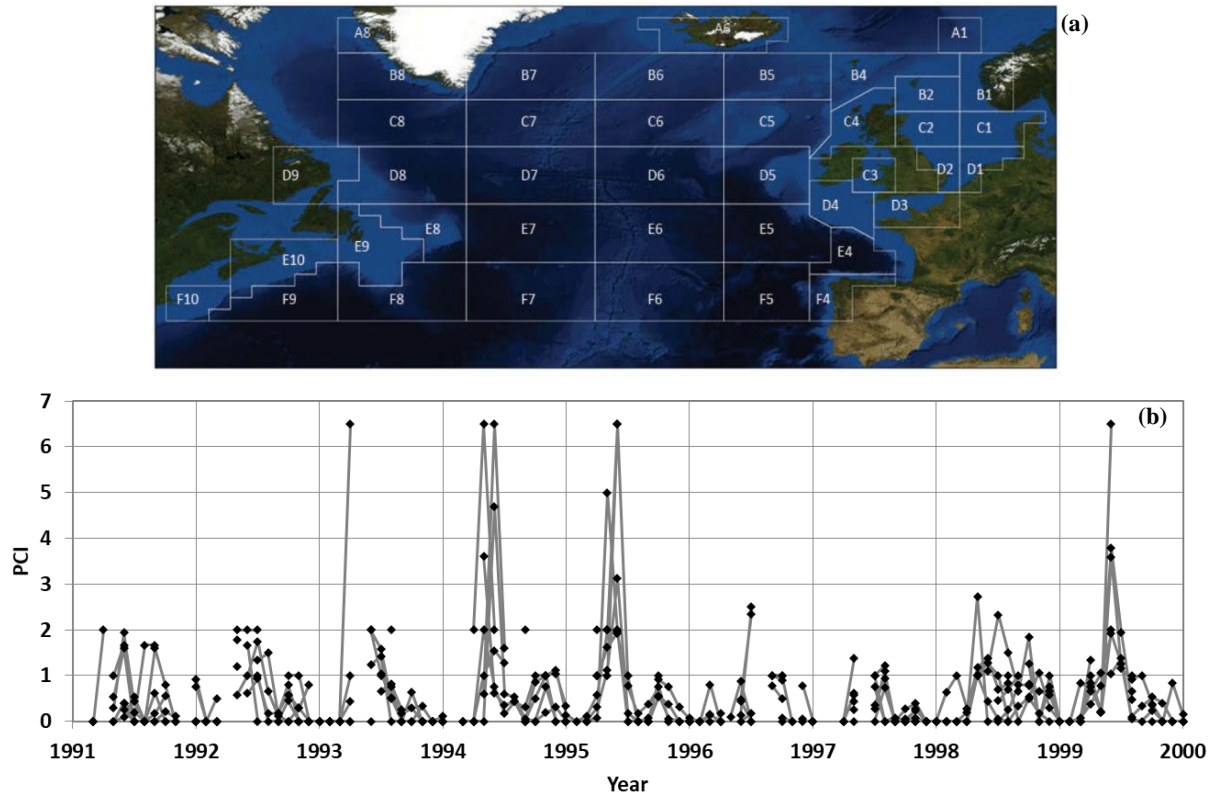 (a)
A8 A6 A1
B8 B7 B6 B5 B4
B2 B1
C8 C7 C6 C5 C4 C2 C1
D9 D8 D7 D6 D5 C3 D2 D1
D4 D3
E8 E7 E6 E5
E9 E4
E10
F10 F9 F8 F7 F6 F5 F4
(b)
7
6
5
4
3
2
1
0
PCI
1991 1992 1993 1994 1995 1996 1997 1998 1999 2000
Year